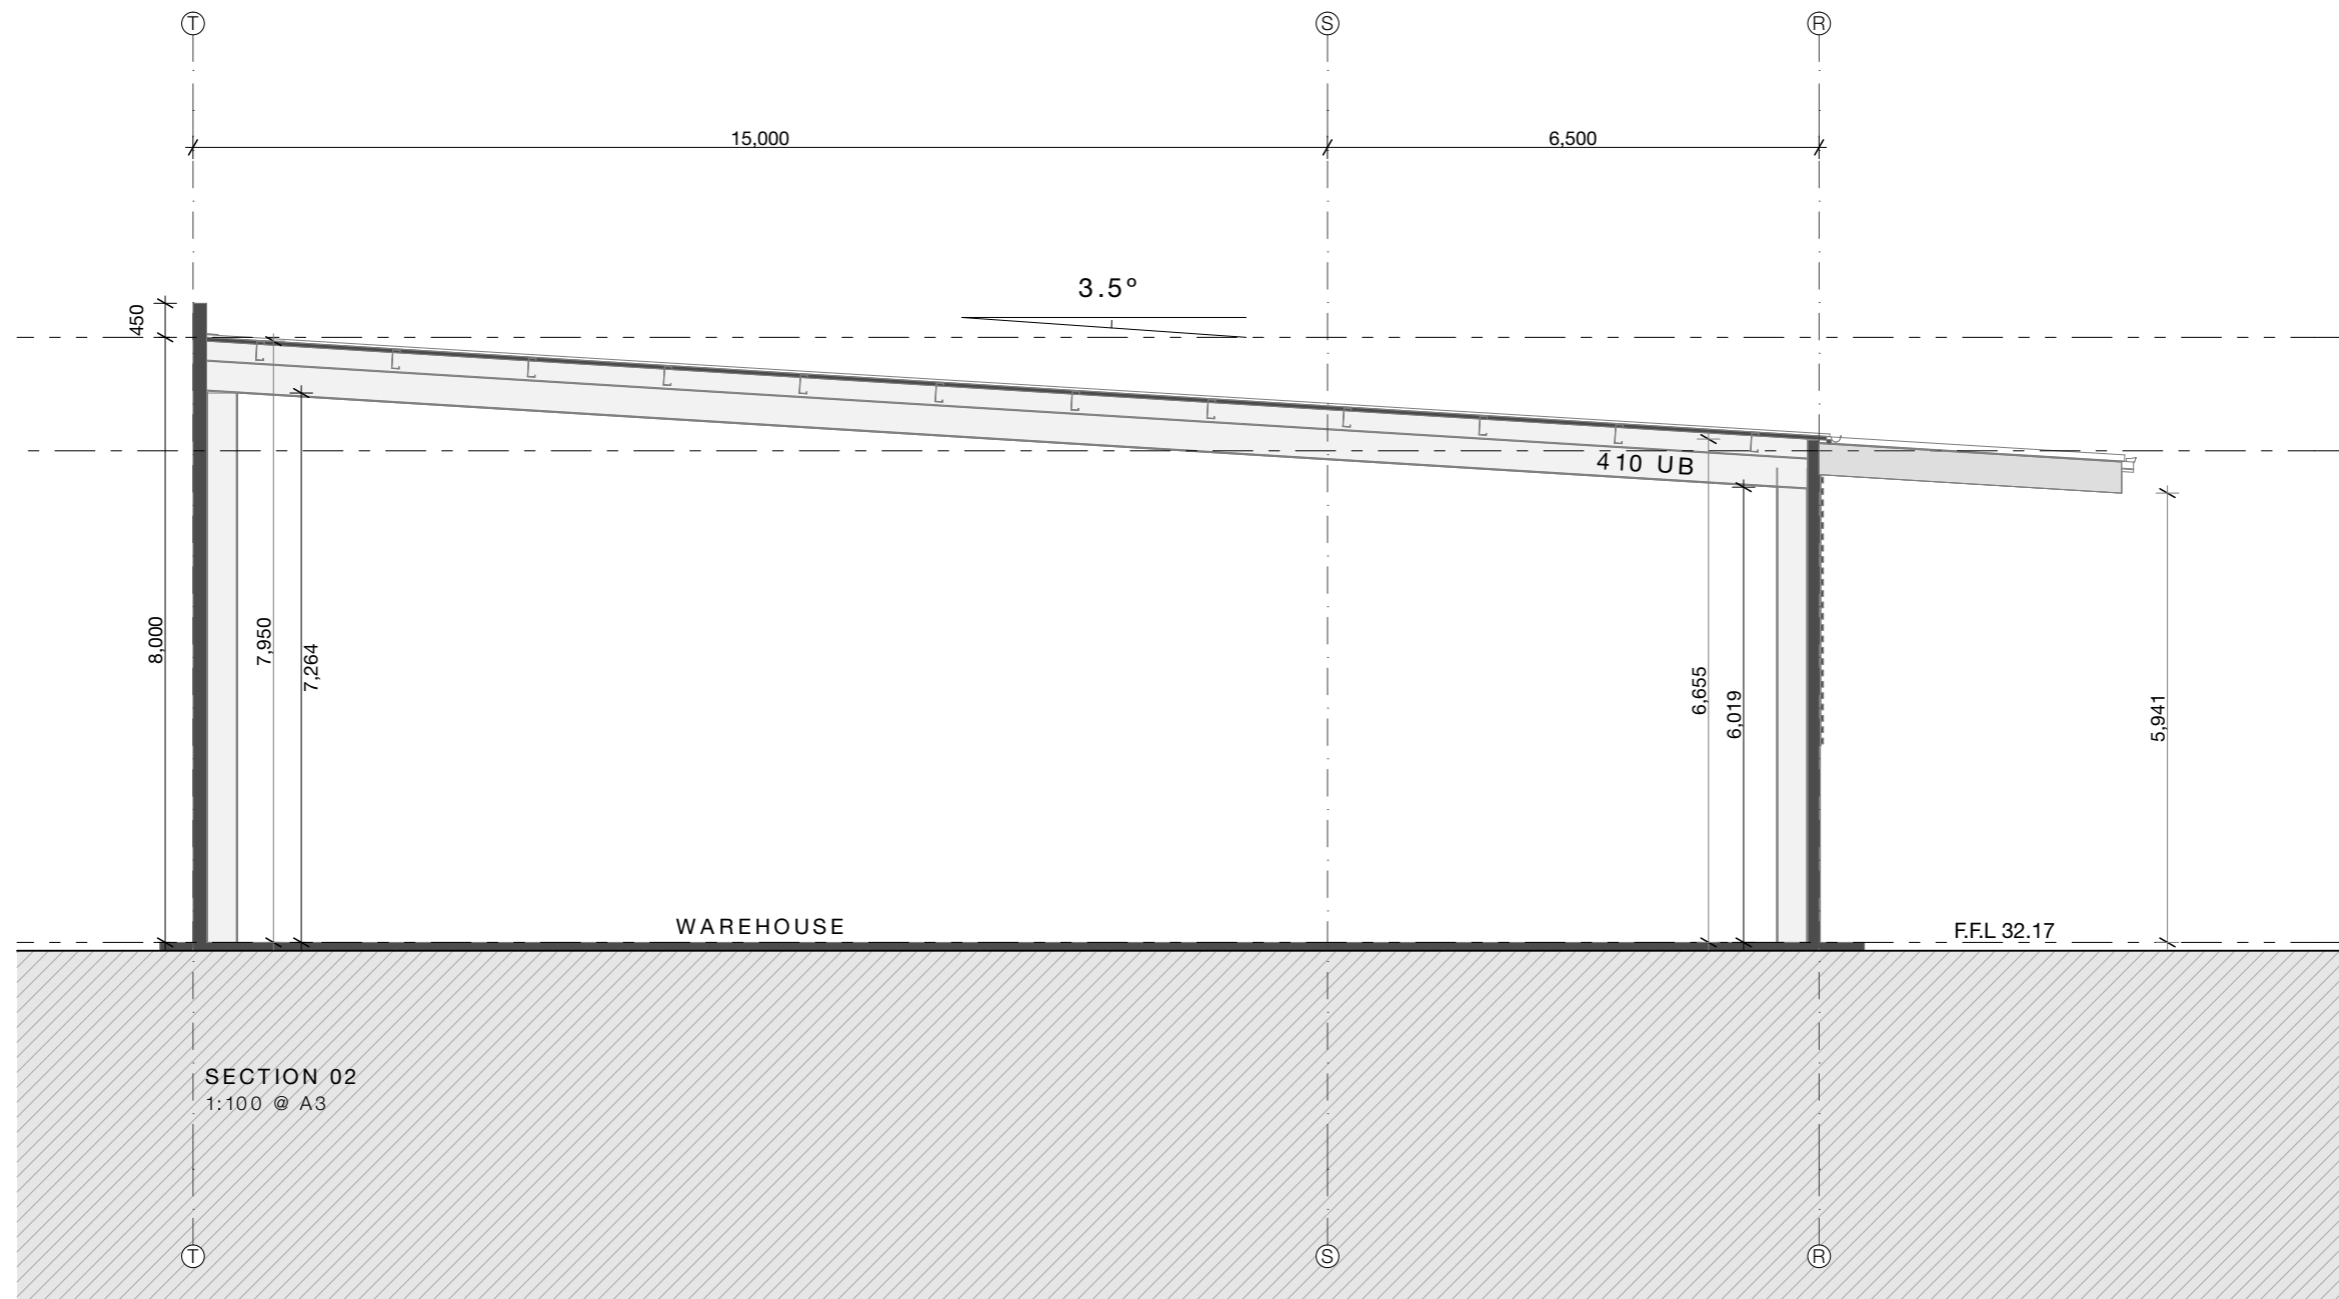 T S R
15,000 6,500
3.5º
450
410 UB
8,000
7,950
7,264
6,655
6,019
5,941
WAREHOUSE
F.F.L 32.17
SECTION 02
1:100 @ A3
T S R